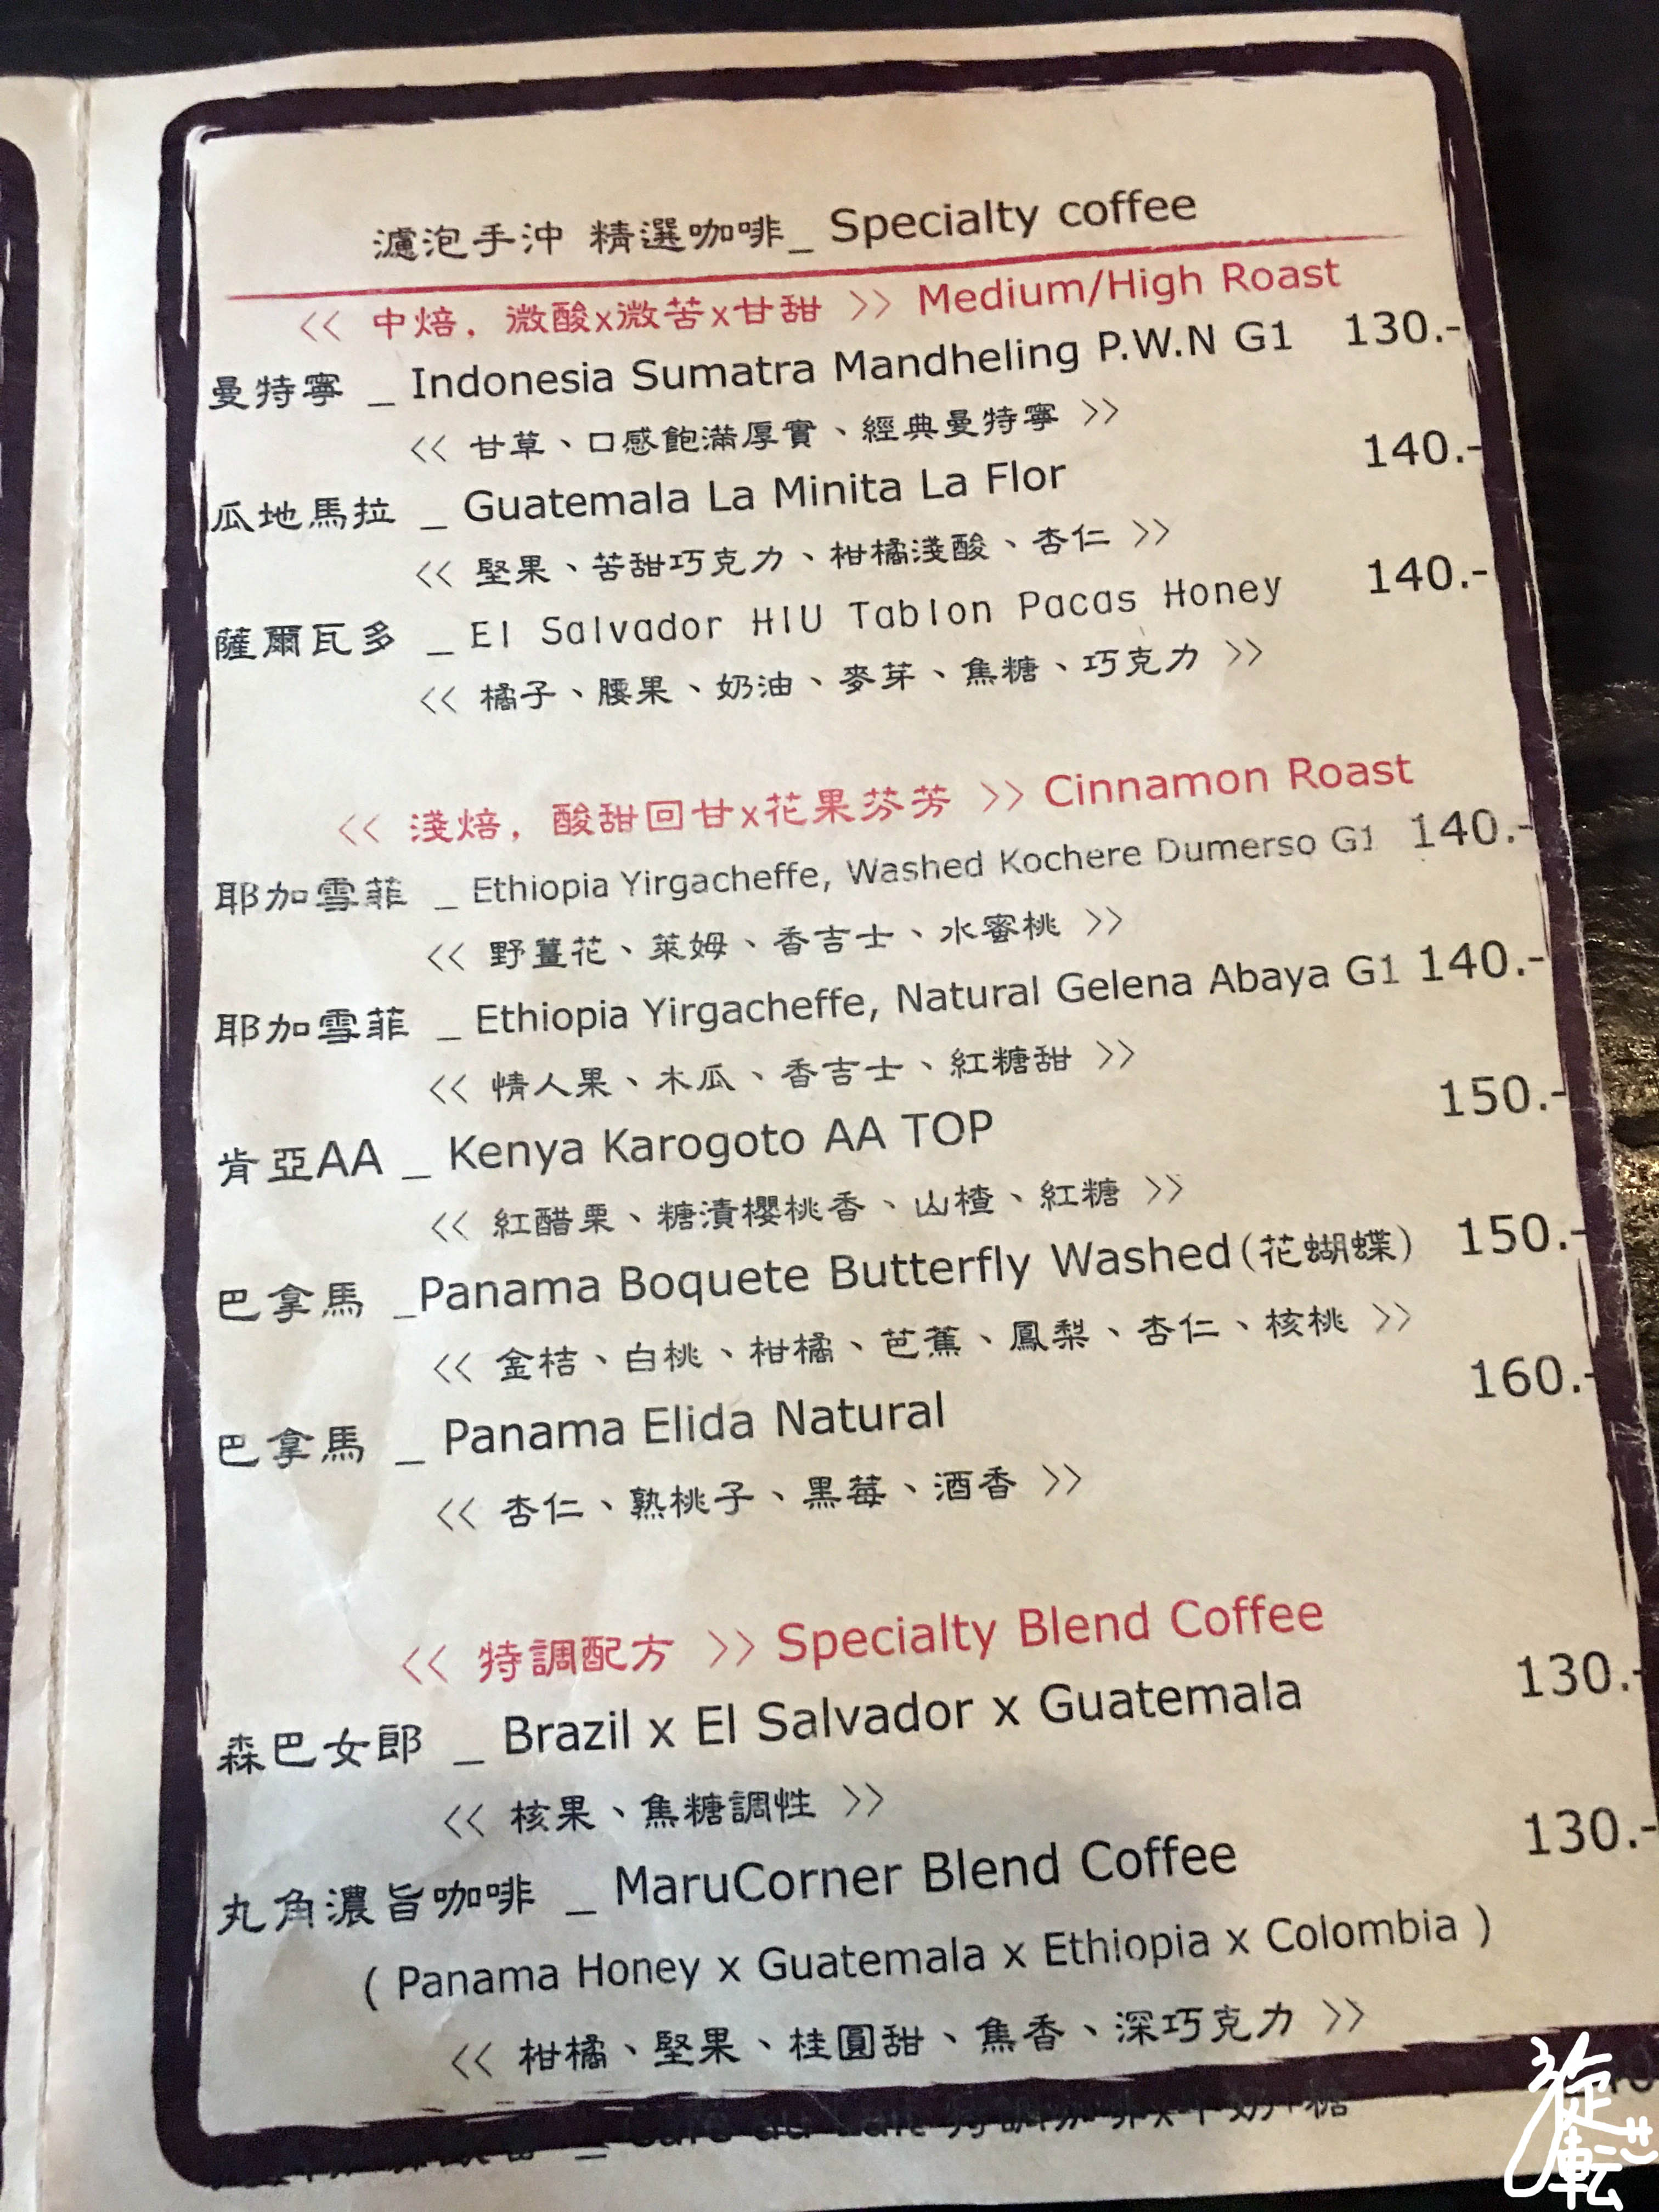 濾泡手沖 精選咖啡_ Specialty coffee
<< 中焙, 微酸x微苦x甘甜 >> Medium/High Roast
曼特寧 _ Indonesia Sumatra Mandheling P.W.N G1 130.-
<< 甘草、口感飽滿厚實、經典曼特寧 >>
瓜地馬拉 _ Guatemala La Minita La Flor 140.-
<< 堅果、苦甜巧克力、柑橘淺酸、杏仁 >>
薩爾瓦多 _ El Salvador HIU Tablon Pacas Honey 140.-
<< 橘子、腰果、奶油、麥芽、焦糖、巧克力 >>
<< 淺焙, 酸甜回甘x花果芬芳 >> Cinnamon Roast
耶加雪菲 _ Ethiopia Yirgacheffe, Washed Kochere Dumerso G1 140.-
<< 野薑花、萊姆、香吉士、水蜜桃 >>
耶加雪菲 _ Ethiopia Yirgacheffe, Natural Gelena Abaya G1 140.-
<< 情人果、木瓜、香吉士、紅糖甜 >>
肯亞AA _ Kenya Karogoto AA TOP 150.-
<< 紅醋栗、糖漬櫻桃香、山楂、紅糖 >>
巴拿馬 _Panama Boquete Butterfly Washed(花蝴蝶) 150.-
<< 金桔、白桃、柑橘、芭蕉、鳳梨、杏仁、核桃 >>
巴拿馬 _ Panama Elida Natural 160.-
<< 杏仁、熟桃子、黑莓、酒香 >>
<< 特調配方 >> Specialty Blend Coffee
森巴女郎 _ Brazil x El Salvador x Guatemala 130.-
<< 核果、焦糖調性 >>
丸角濃旨咖啡 _ MaruCorner Blend Coffee 130.-
( Panama Honey x Guatemala x Ethiopia x Colombia )
<< 柑橘、堅果、桂圓甜、焦香、深巧克力 >>